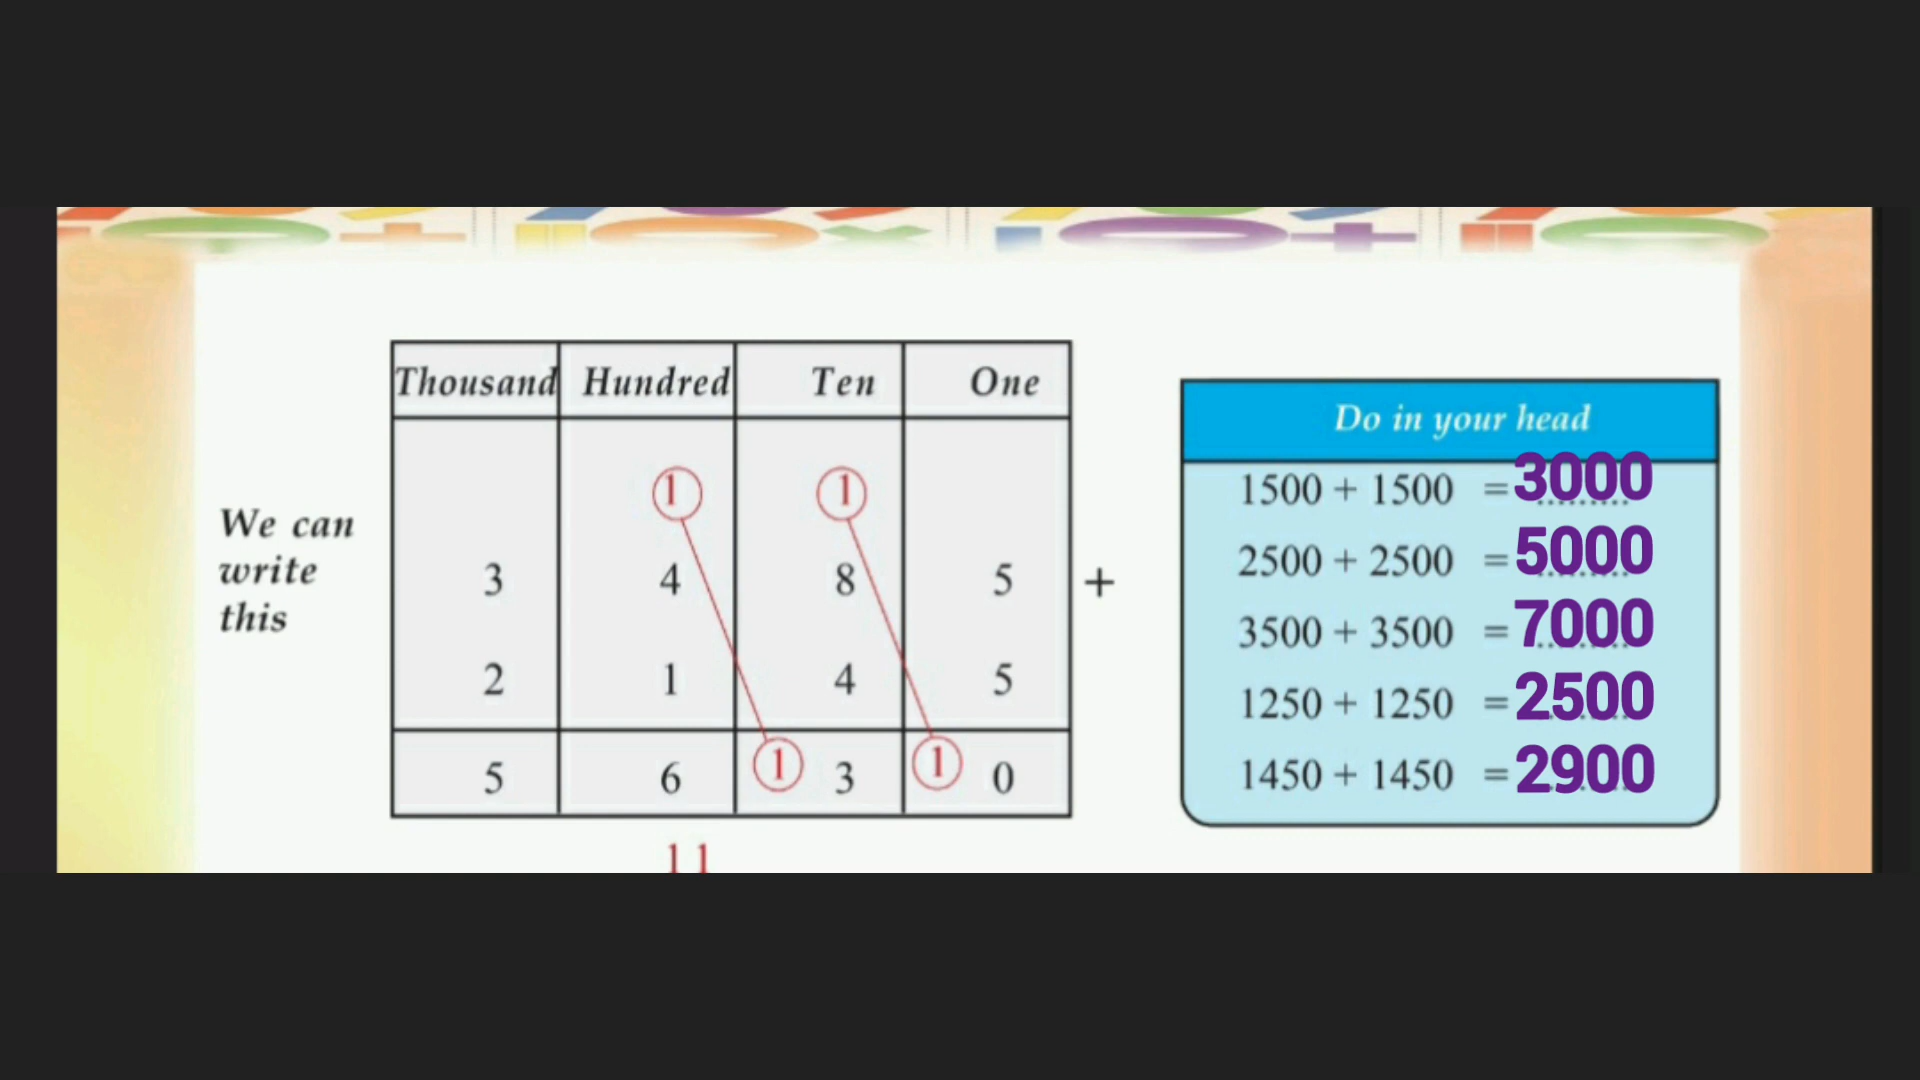 Thousand Hundred Ten One
1 1
We can
write
this
3 4 8 5 +
2 1 4 5
5 6 1 3 1 0
11
Do in your head
1500 + 1500 = 3000
2500 + 2500 = 5000
3500 + 3500 = 7000
1250 + 1250 = 2500
1450 + 1450 = 2900